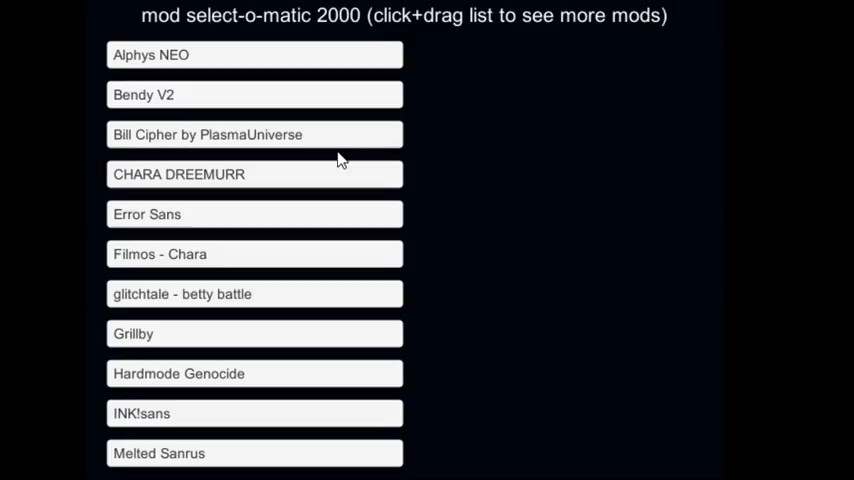 mod select-o-matic 2000 (click+drag list to see more mods)
Alphys NEO
Bendy V2
Bill Cipher by PlasmaUniverse
CHARA DREEMURR
Error Sans
Filmos - Chara
glitchtale - betty battle
Grillby
Hardmode Genocide
INK!sans
Melted Sanrus